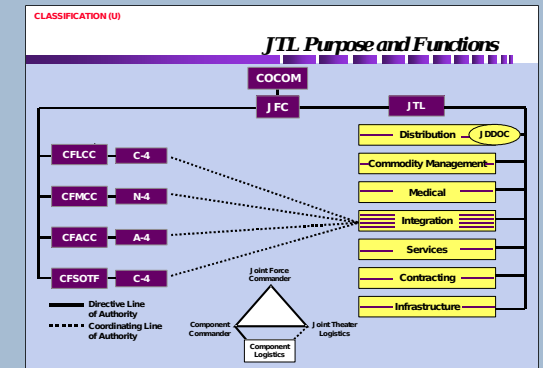 CLASSIFICATION (U)
JTL Purpose and Functions
COCOM
JFC
JTL
Distribution
JDDOC
CFLCC
C-4
Commodity Management
CFMCC
N-4
Medical
Integration
CFACC
A-4
Services
CFSOTF
C-4
Contracting
Infrastructure
Joint Force
Commander
Directive Line
of Authority
Coordinating Line
of Authority
Component
Commander
Joint Theater
Logistics
Component
Logistics